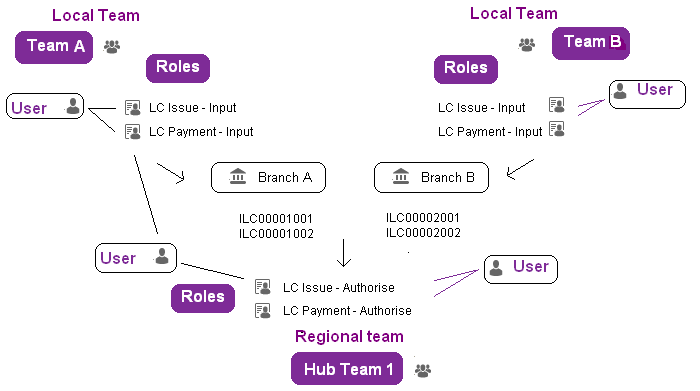 Local Team
Local Team
Team A
Team B
Roles
Roles
User
User
LC Issue - Input
LC Issue - Input
LC Payment - Input
LC Payment - Input
Branch A
Branch B
ILC00001001
ILC00002001
ILC00001002
ILC00002002
User
User
LC Issue - Authorise
Roles
LC Payment - Authorise
Regional team
Hub Team 1